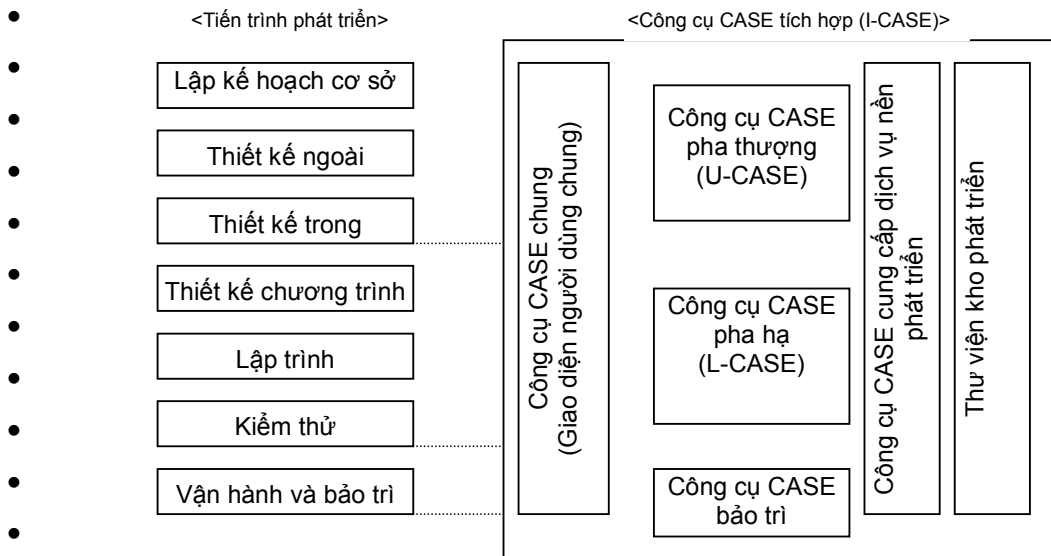 <Tiến trình phát triển>
<Công cụ CASE tích hợp (I-CASE)>
Lập kế hoạch cơ sở
Thiết kế ngoài
Thiết kế trong
Thiết kế chương trình
Lập trình
Kiểm thử
Vận hành và bảo trì
Công cụ CASE chung
(Giao diện người dùng chung)
Công cụ CASE
pha thượng
(U-CASE)
Công cụ CASE
pha hạ
(L-CASE)
Công cụ CASE
bảo trì
Công cụ CASE cung cấp dịch vụ nền
phát triển
Thư viện kho phát triển